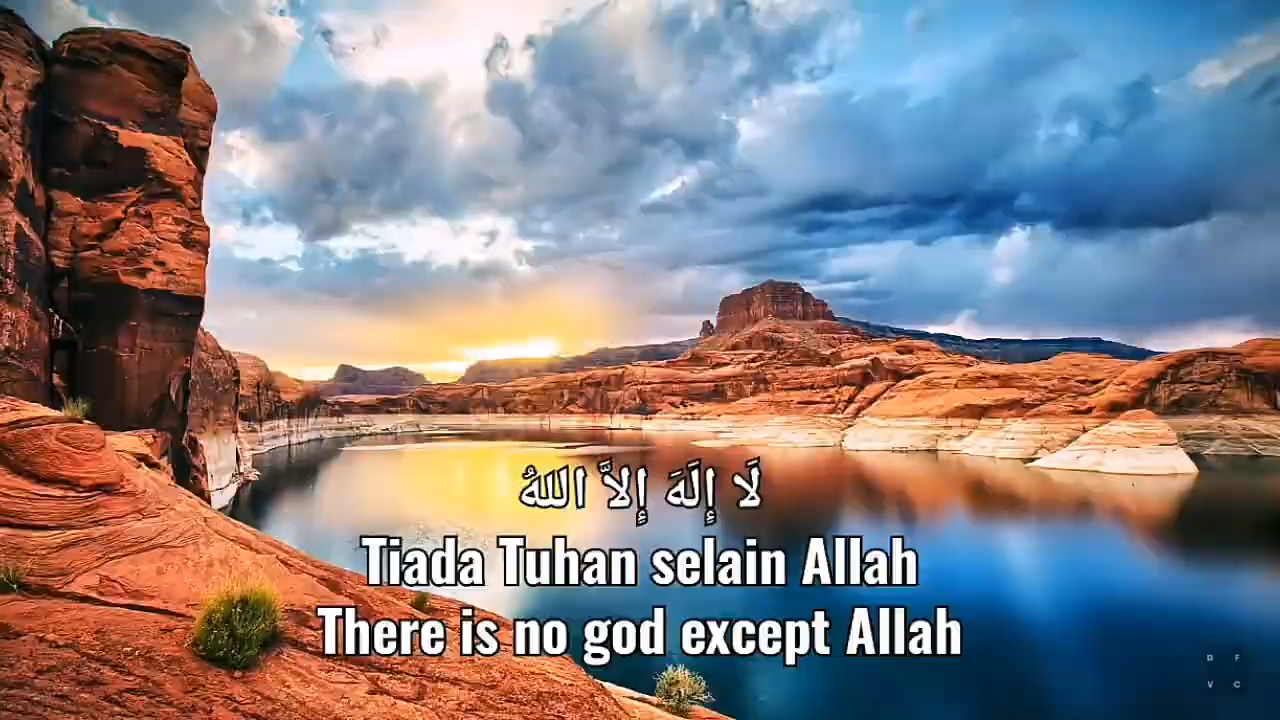 لَا إِلَهَ إِلاَّ اللهُ
Tiada Tuhan selain Allah
There is no god except Allah
D F
V C